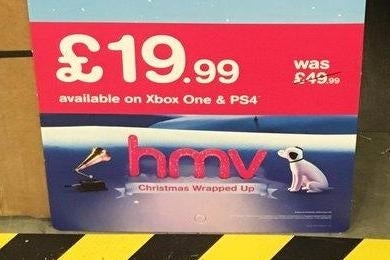 £19.99
was
£49.99
available on Xbox One & PS4
hmv
Christmas Wrapped Up